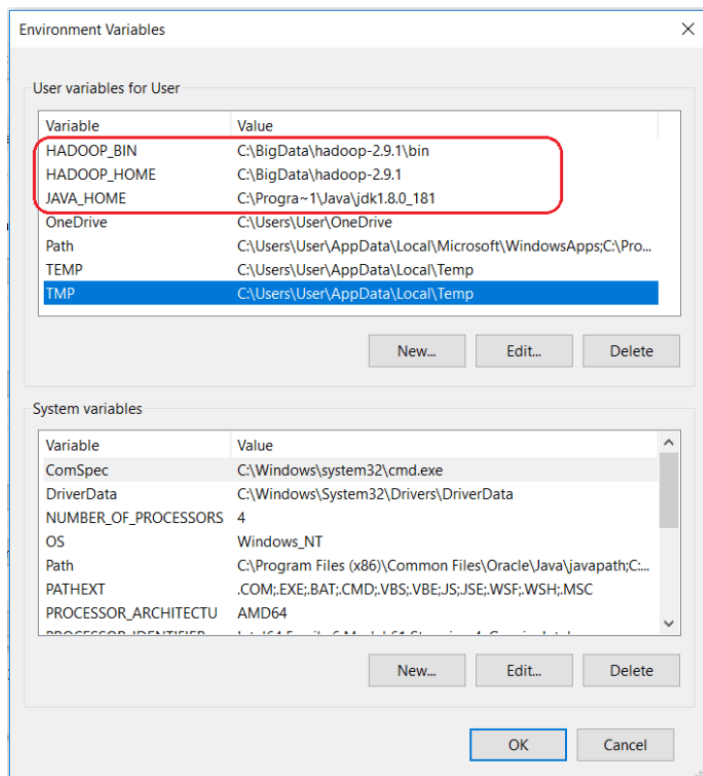 Environment Variables
User variables for User
Variable Value
HADOOP_BIN C:\BigData\hadoop-2.9.1\bin
HADOOP_HOME C:\BigData\hadoop-2.9.1
JAVA_HOME C:\Progra~1\Java\jdk1.8.0_181
OneDrive C:\Users\User\OneDrive
Path C:\Users\User\AppData\Local\Microsoft\WindowsApps;C:\Pro...
TEMP C:\Users\User\AppData\Local\Temp
TMP C:\Users\User\AppData\Local\Temp
New... Edit... Delete
System variables
Variable Value
ComSpec C:\Windows\system32\cmd.exe
DriverData C:\Windows\System32\Drivers\DriverData
NUMBER_OF_PROCESSORS 4
OS Windows_NT
Path C:\Program Files (x86)\Common Files\Oracle\Java\javapath;C:...
PATHEXT .COM;.EXE;.BAT;.CMD;.VBS;.VBE;.JS;.JSE;.WSF;.WSH;.MSC
PROCESSOR_ARCHITECTU AMD64
New... Edit... Delete
OK Cancel